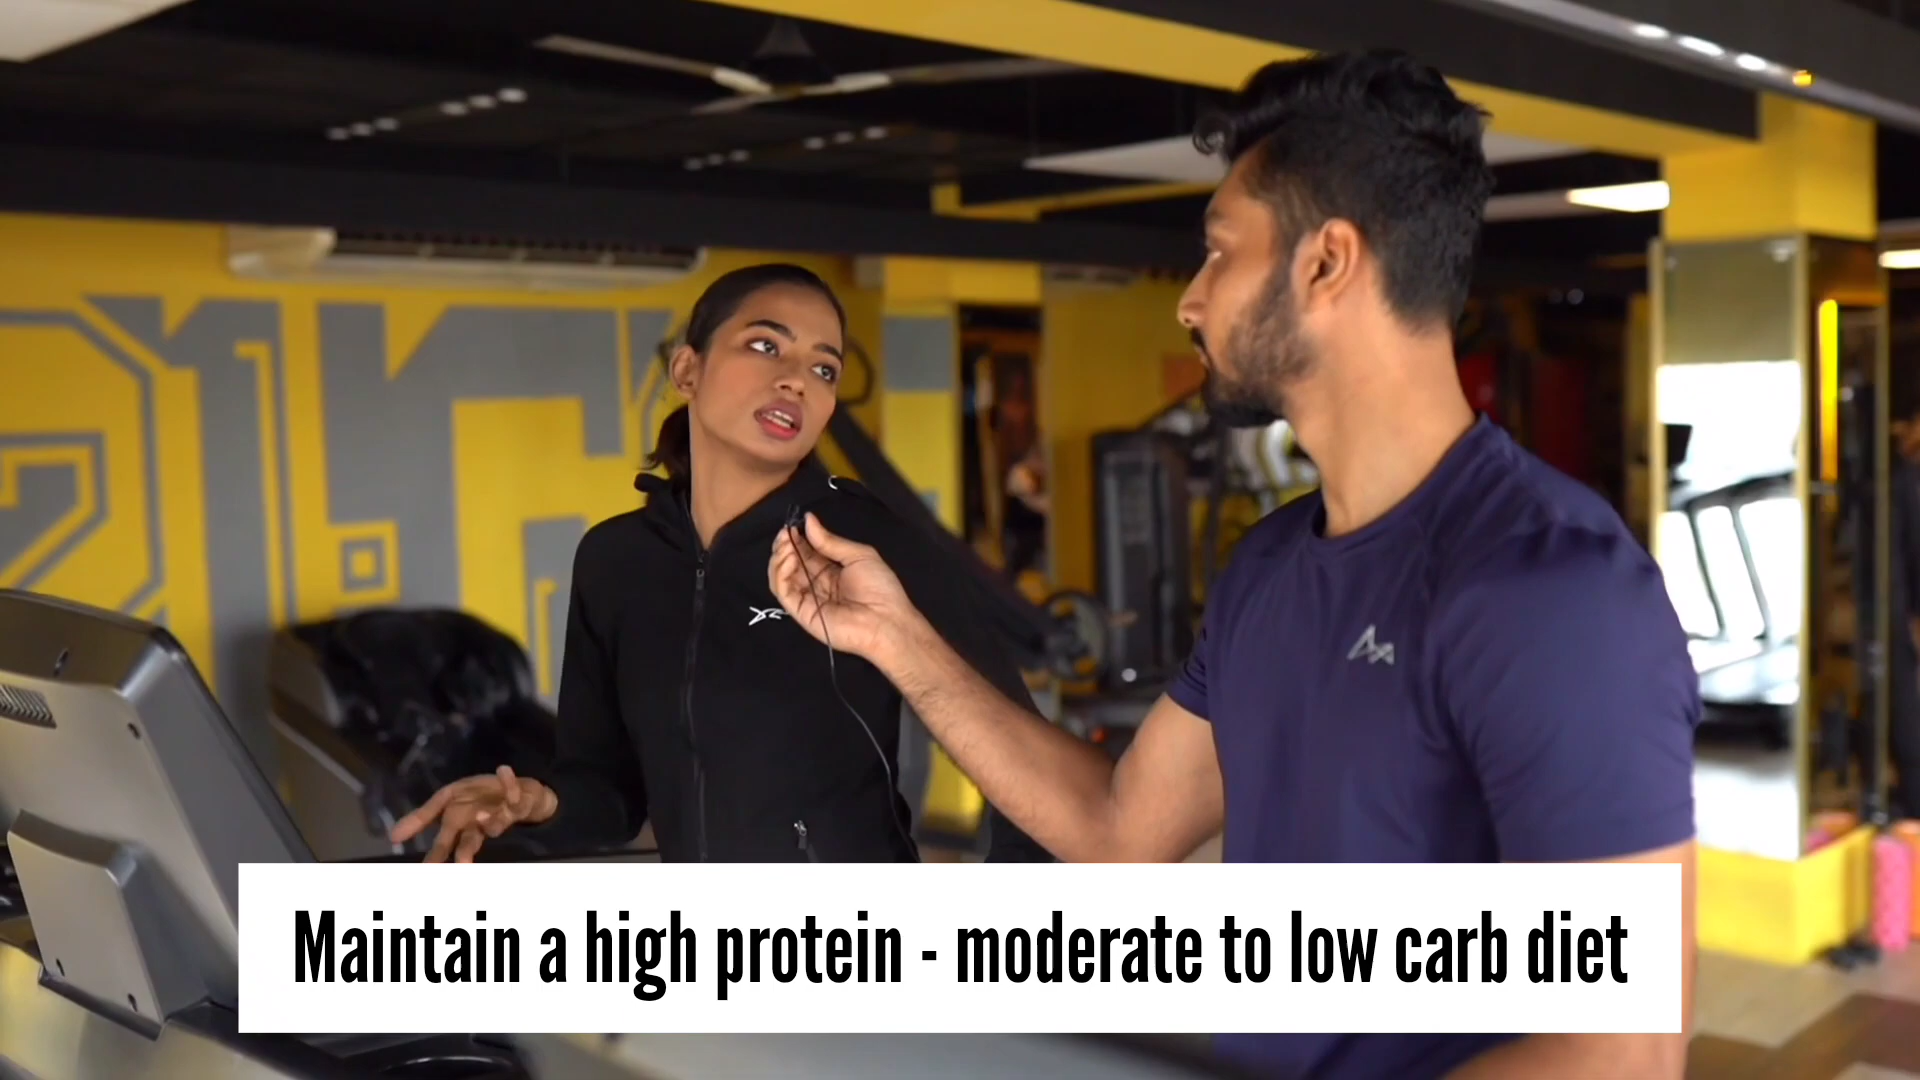 Maintain a high protein - moderate to low carb diet